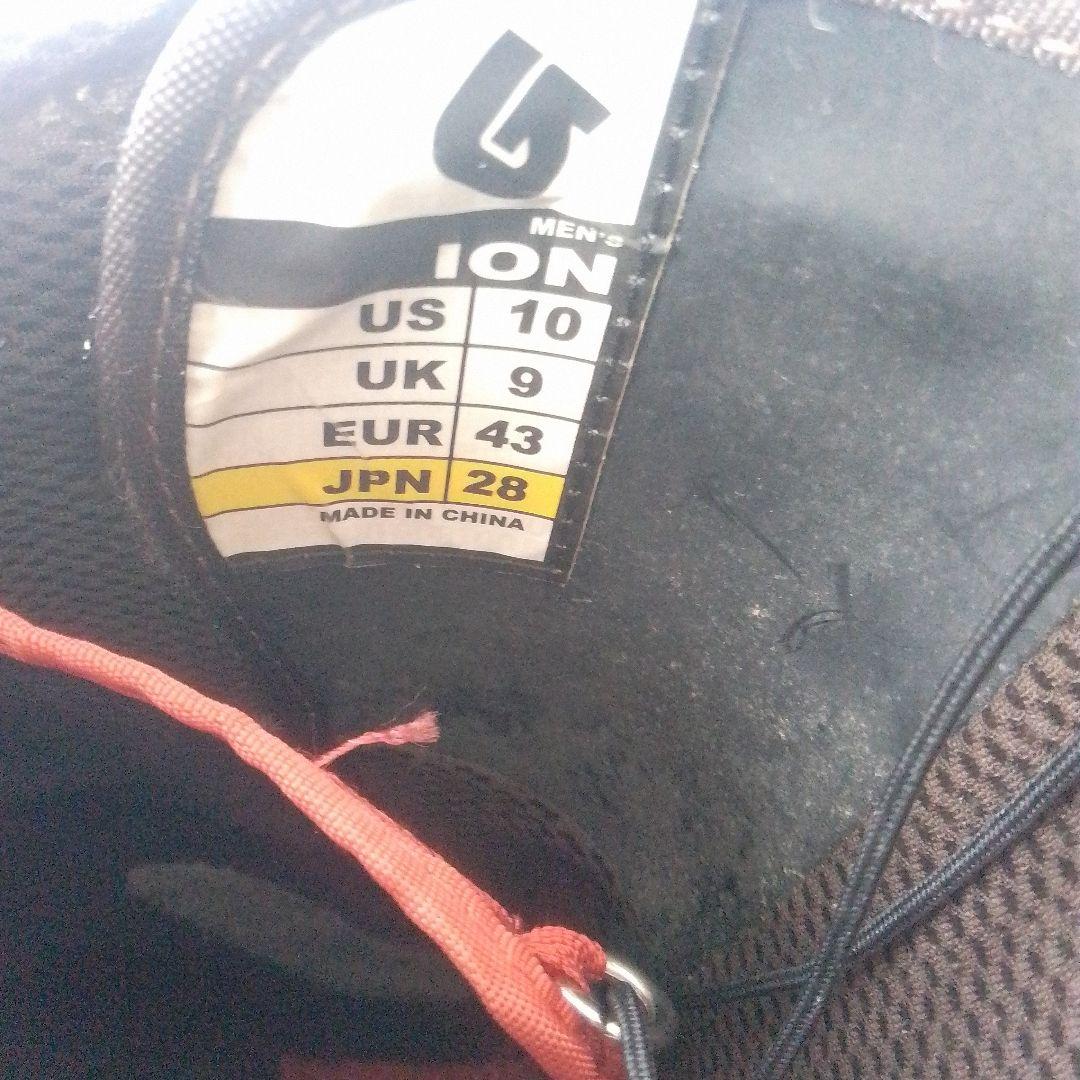 MEN'S
ION
US 10
UK 9
EUR 43
JPN 28
MADE IN CHINA